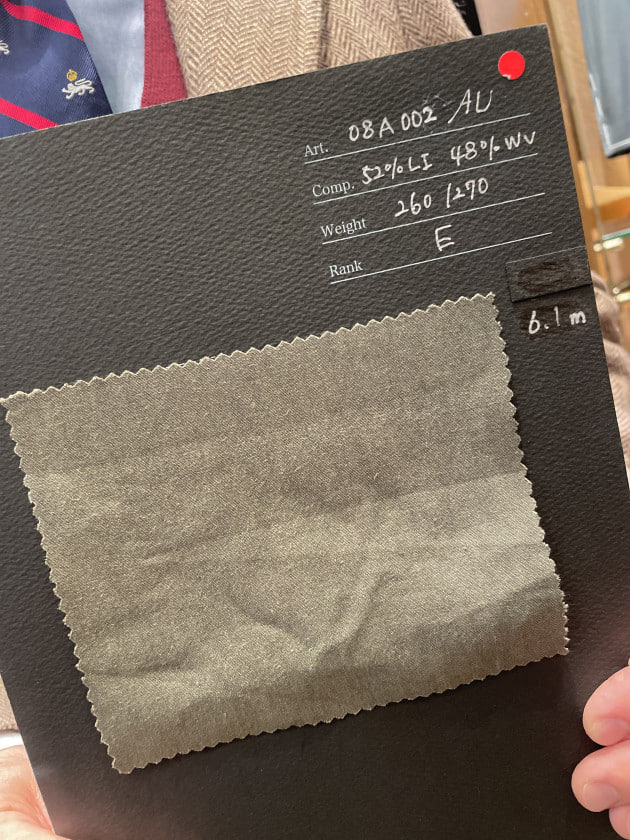 Art. 08A002-AU
Comp. 52%LI 48%WV
Weight 260/270
Rank E
6.1m